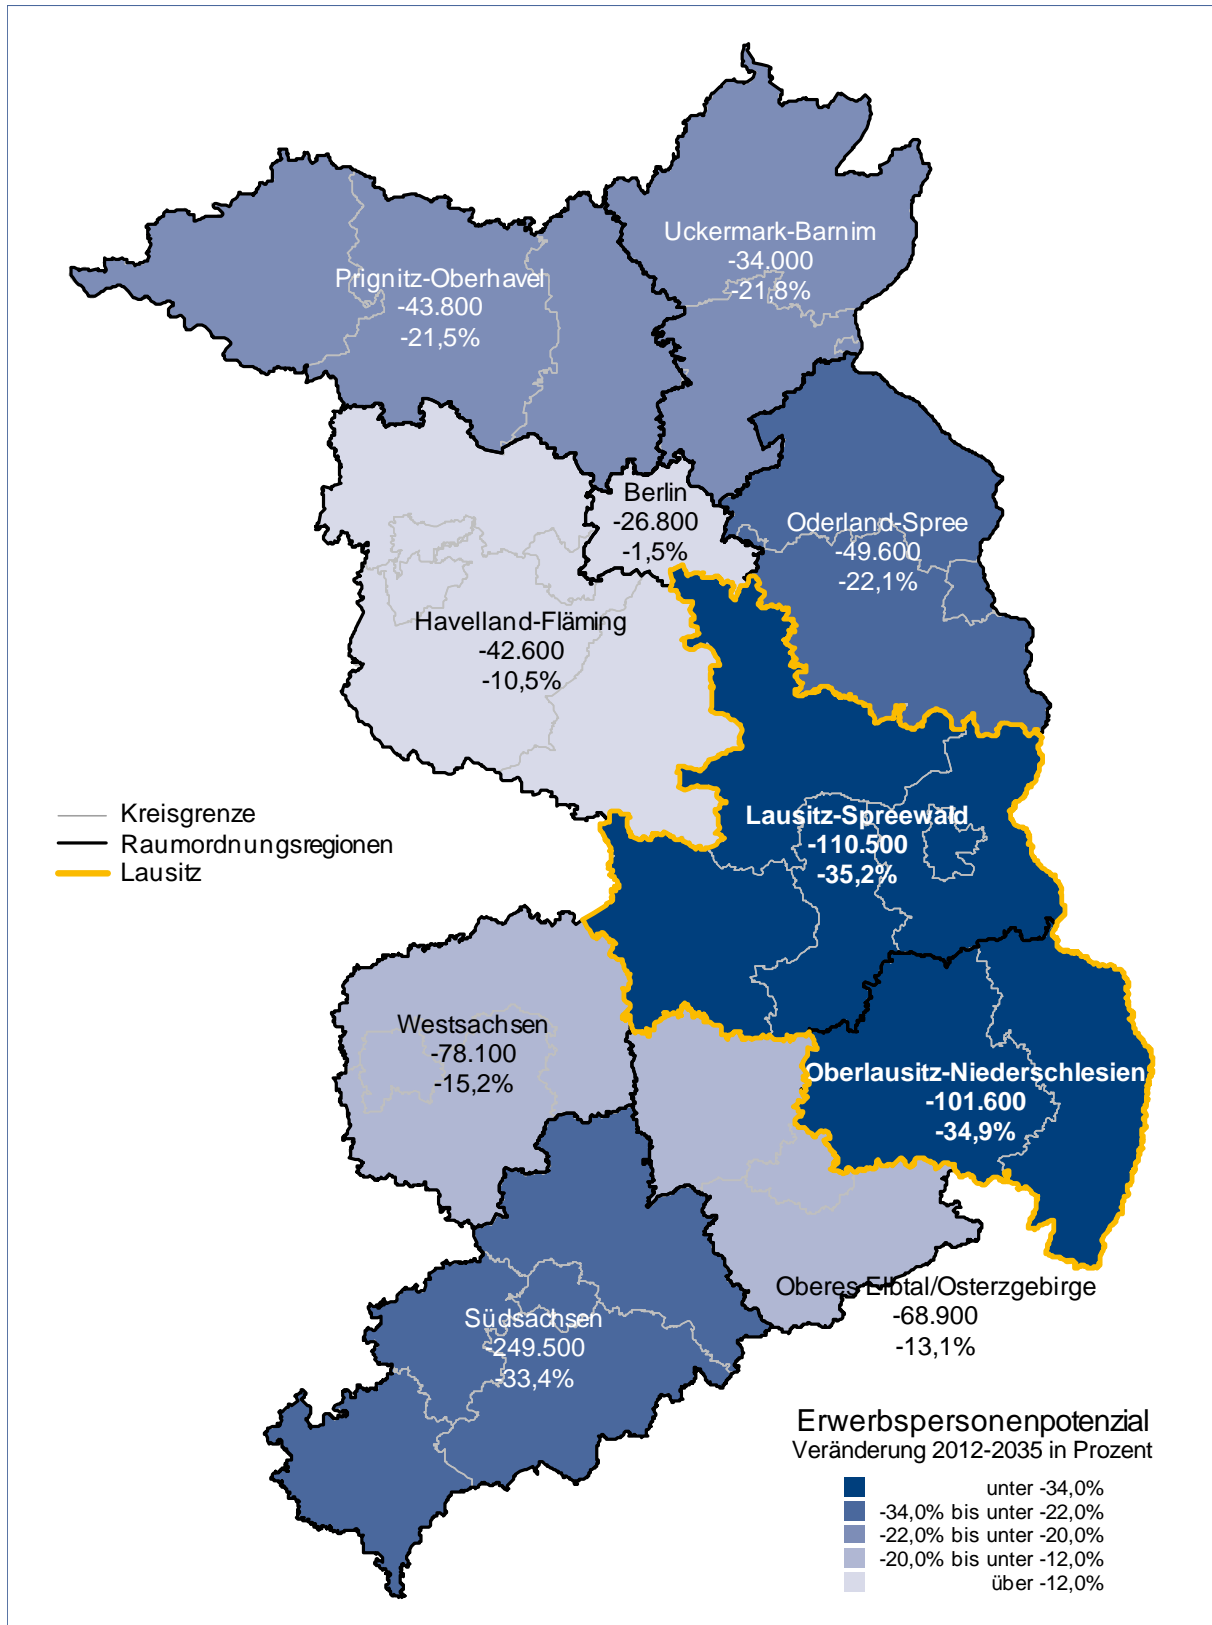 Uckermark-Barnim
-34.000
-21,8%
Prignitz-Oberhavel
-43.800
-21,5%
Berlin
-26.800
-1,5%
Oderland-Spree
-49.600
-22,1%
Havelland-Fläming
-42.600
-10,5%
Kreisgrenze
Raumordnungsregionen
Lausitz
Lausitz-Spreewald
-110.500
-35,2%
Westsachsen
-78.100
-15,2%
Oberlausitz-Niederschlesien
-101.600
-34,9%
Oberes Elbtal/Osterzgebirge
-68.900
-13,1%
Südsachsen
-249.500
-33,4%
Erwerbspersonenpotenzial
Veränderung 2012-2035 in Prozent
unter -34,0%
-34,0% bis unter -22,0%
-22,0% bis unter -20,0%
-20,0% bis unter -12,0%
über -12,0%